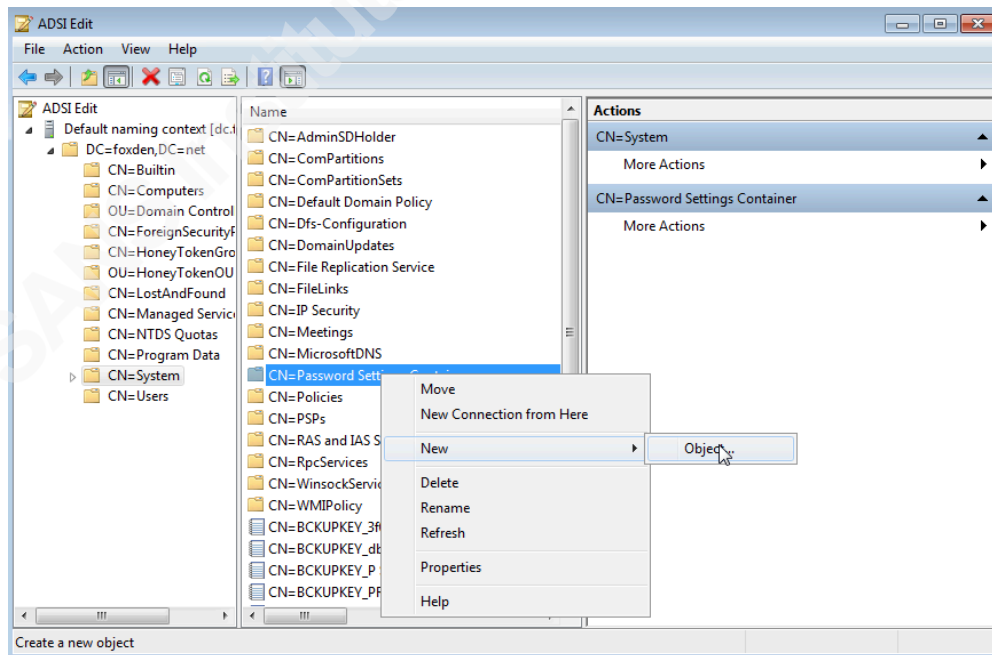 ADSI Edit
File Action View Help
ADSI Edit
Default naming context [dc.f
DC=foxden,DC=net
CN=Builtin
CN=Computers
OU=Domain Control
CN=ForeignSecurityP
CN=HoneyTokenGro
OU=HoneyTokenOU
CN=LostAndFound
CN=Managed Servic
CN=NTDS Quotas
CN=Program Data
CN=System
CN=Users
Name
CN=AdminSDHolder
CN=ComPartitions
CN=ComPartitionSets
CN=Default Domain Policy
CN=Dfs-Configuration
CN=DomainUpdates
CN=File Replication Service
CN=FileLinks
CN=IP Security
CN=Meetings
CN=MicrosoftDNS
CN=Password Settings Container
CN=Policies
CN=PSPs
CN=RAS and IAS S
CN=RpcServices
CN=WinsockServic
CN=WMIPolicy
CN=BCKUPKEY_3f
CN=BCKUPKEY_db
CN=BCKUPKEY_P
CN=BCKUPKEY_PF
Move
New Connection from Here
New
Object...
Delete
Rename
Refresh
Properties
Help
Actions
CN=System
More Actions
CN=Password Settings Container
More Actions
Create a new object